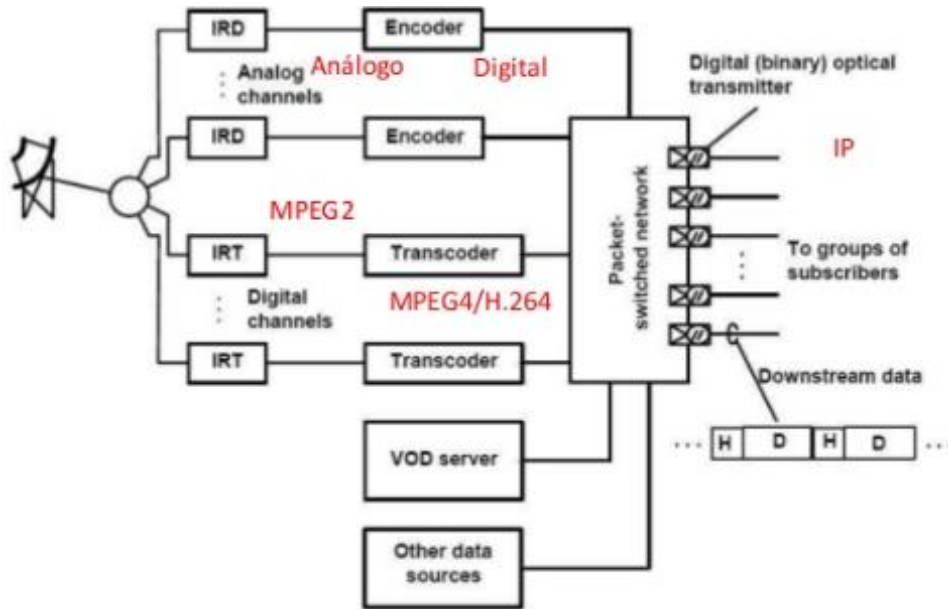 IRD
Encoder
Análogo
Digital
Analog
channels
Digital (binary) optical
transmitter
IRD
Encoder
IP
MPEG2
Packet-
switched network
IRT
Transcoder
To groups of
subscribers
Digital
channels
MPEG4/H.264
IRT
Transcoder
Downstream data
... H D H D ...
VOD server
Other data
sources